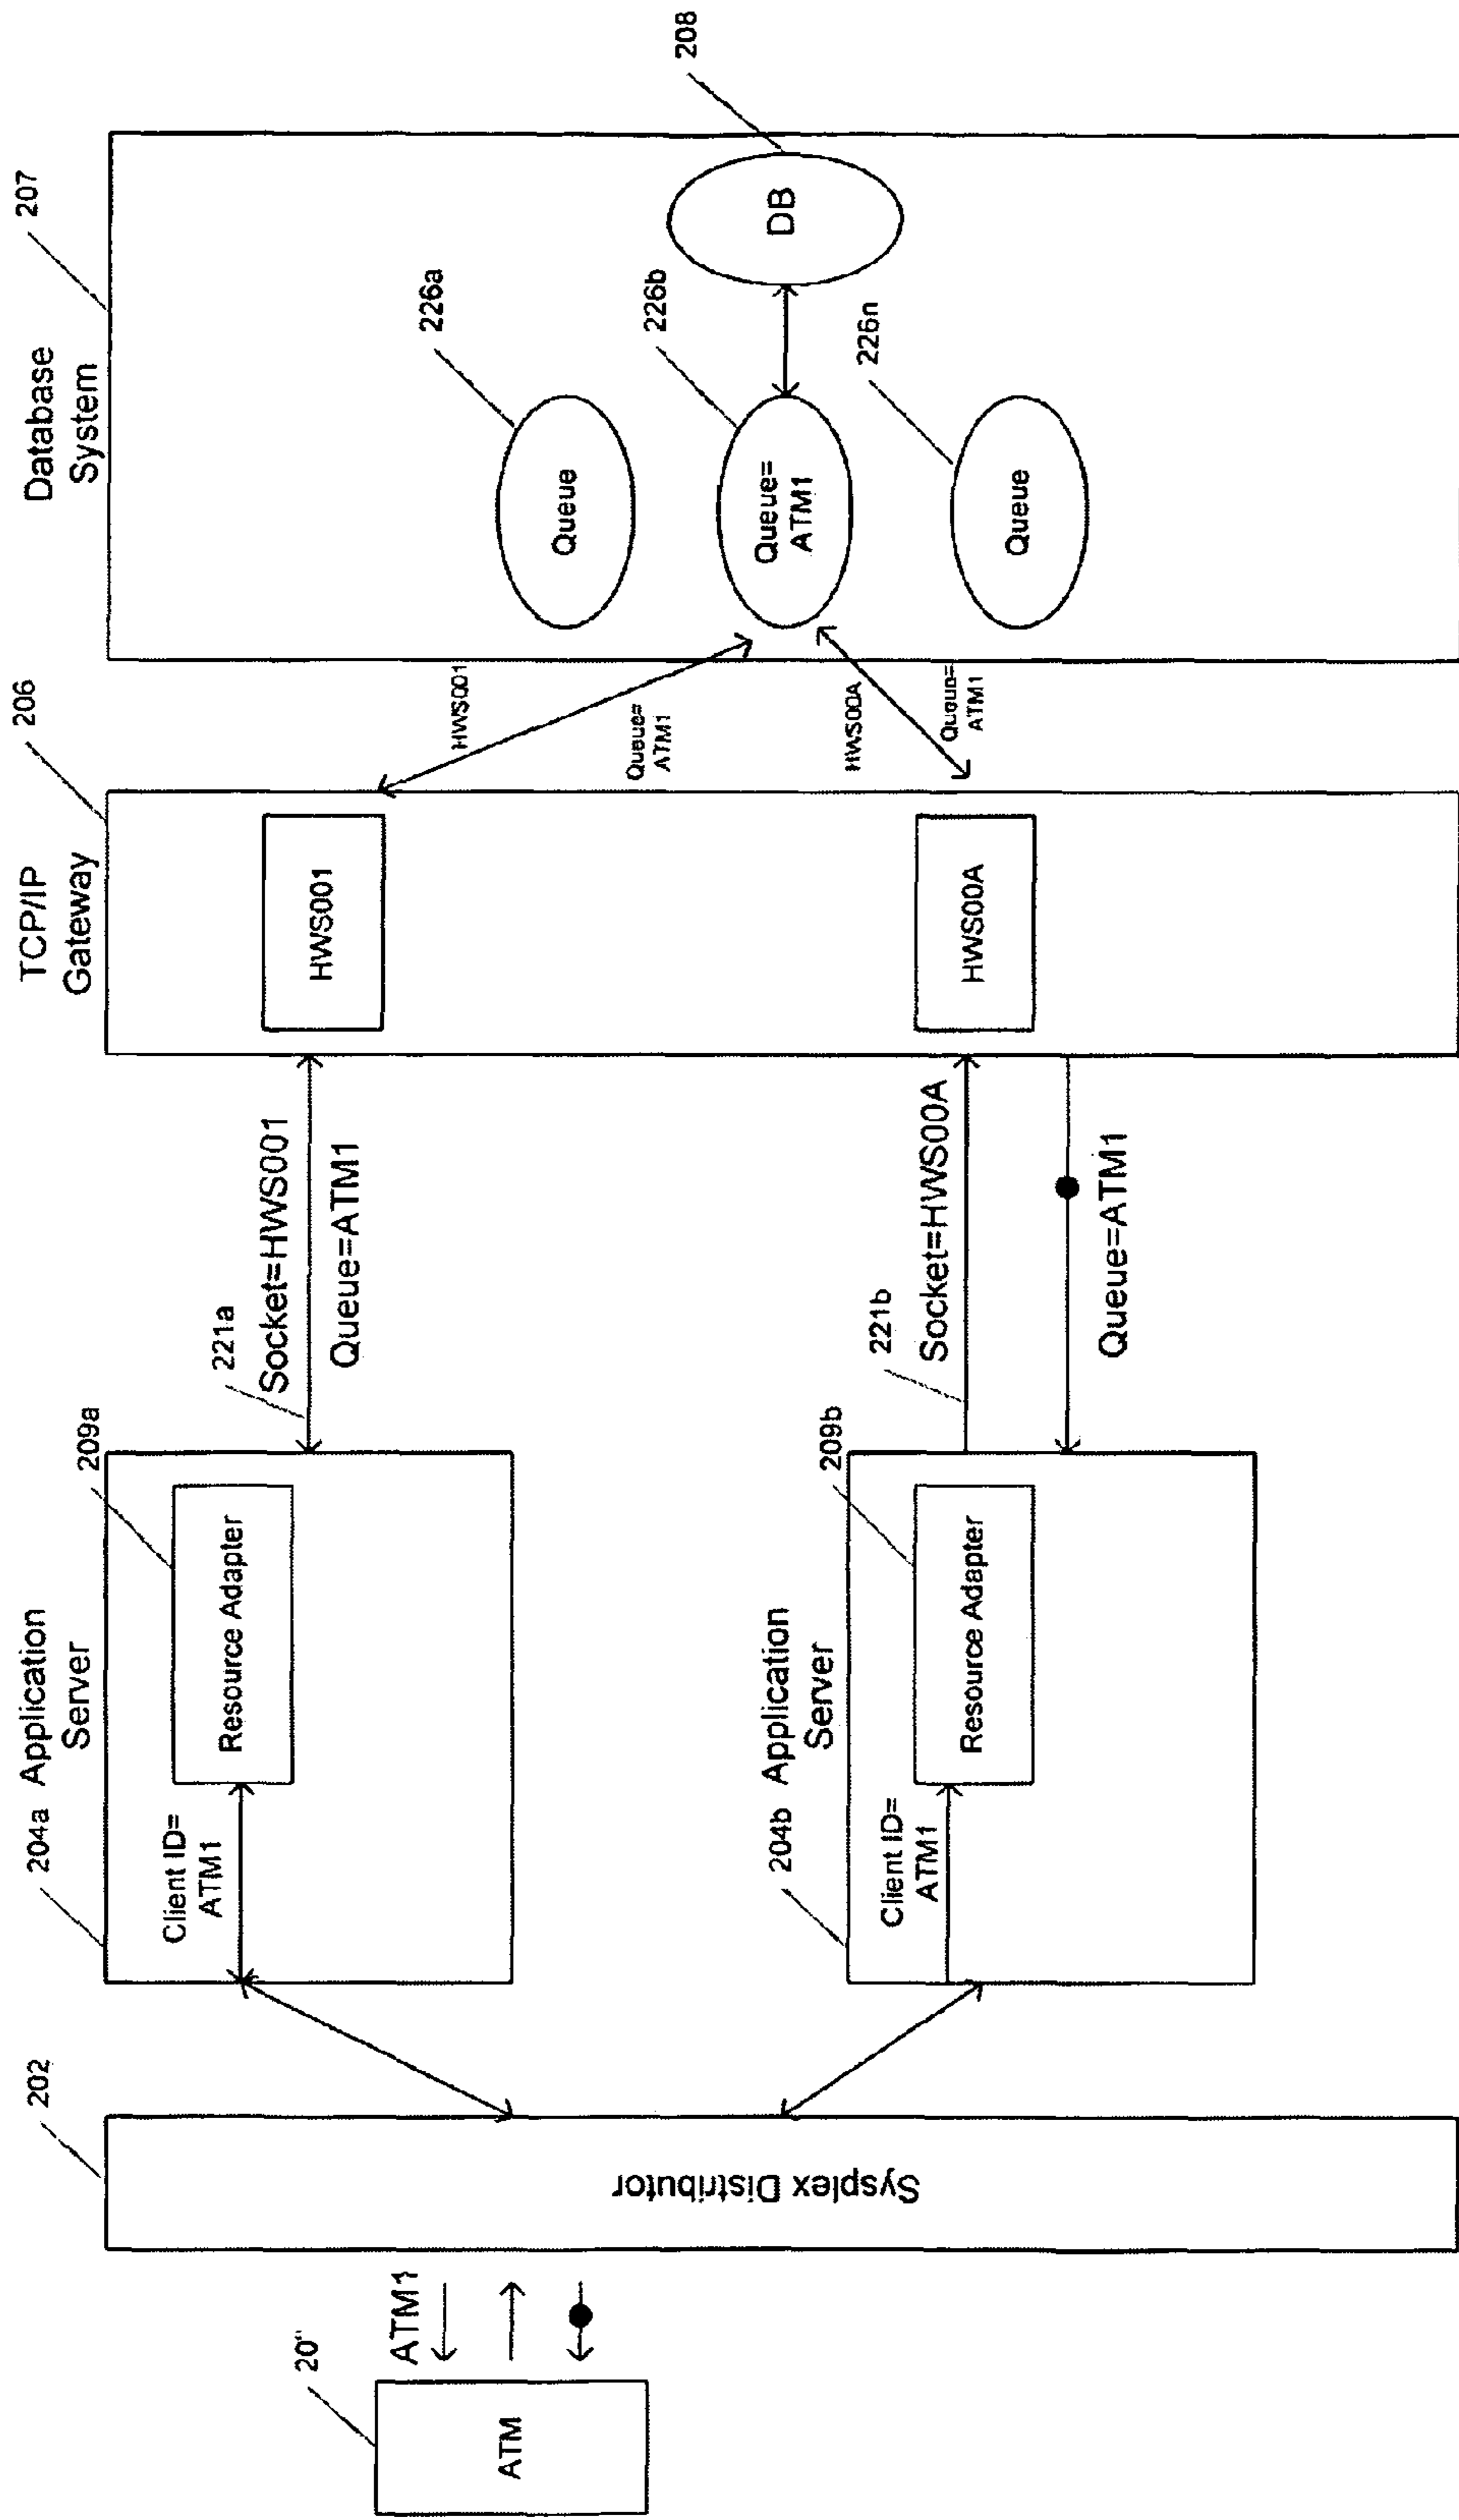 ATM
20
ATM1
202
Sysplex Distributor
204a Application
Server
Client ID=
ATM1
Resource Adapter
209a
204b Application
Server
Client ID=
ATM1
Resource Adapter
209b
221a
Socket=HWS001
Queue=ATM1
221b
Socket=HWS00A
Queue=ATM1
TCP/IP
Gateway
206
HWS001
HWS00A
HWS001
Queue=
ATM1
HWS00A
Queue=
ATM1
Database
System
207
Queue
226a
Queue=
ATM1
226b
Queue
226n
DB
208